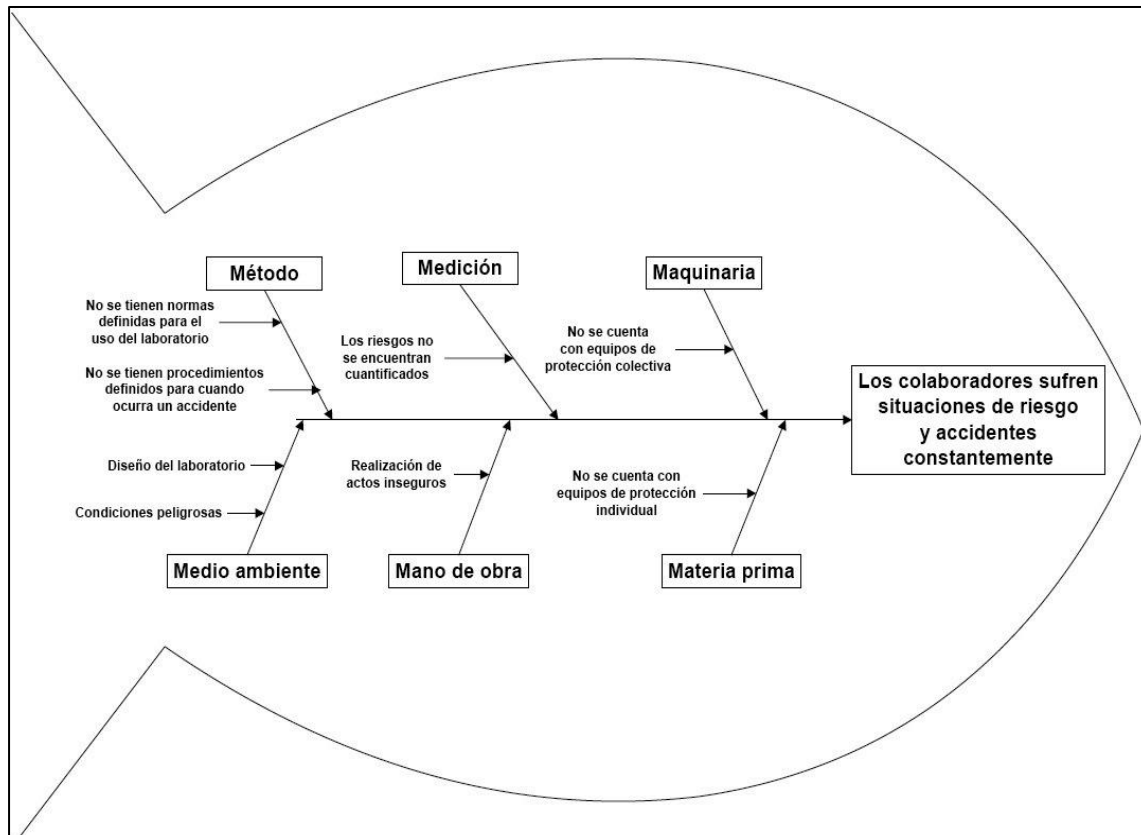 Método
Medición
Maquinaria
No se tienen normas
definidas para el
uso del laboratorio
No se tienen procedimientos
definidos para cuando
ocurra un accidente
Los riesgos no
se encuentran
cuantificados
No se cuenta
con equipos de
protección colectiva
Los colaboradores sufren
situaciones de riesgo
y accidentes
constantemente
Diseño del laboratorio
Condiciones peligrosas
Realización de
actos inseguros
No se cuenta con
equipos de protección
individual
Medio ambiente
Mano de obra
Materia prima